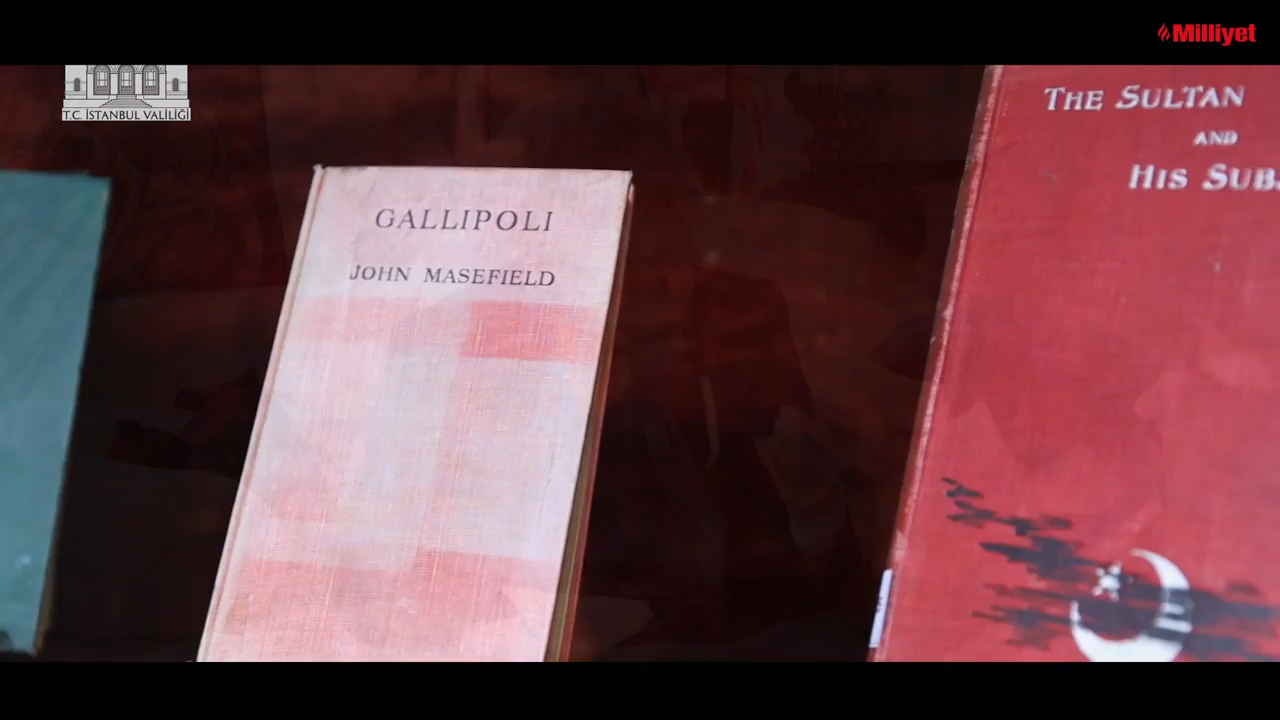 Milliyet
T.C. İSTANBUL VALİLİĞİ
GALLIPOLI
JOHN MASEFIELD
THE SULTAN
AND
HIS SUB